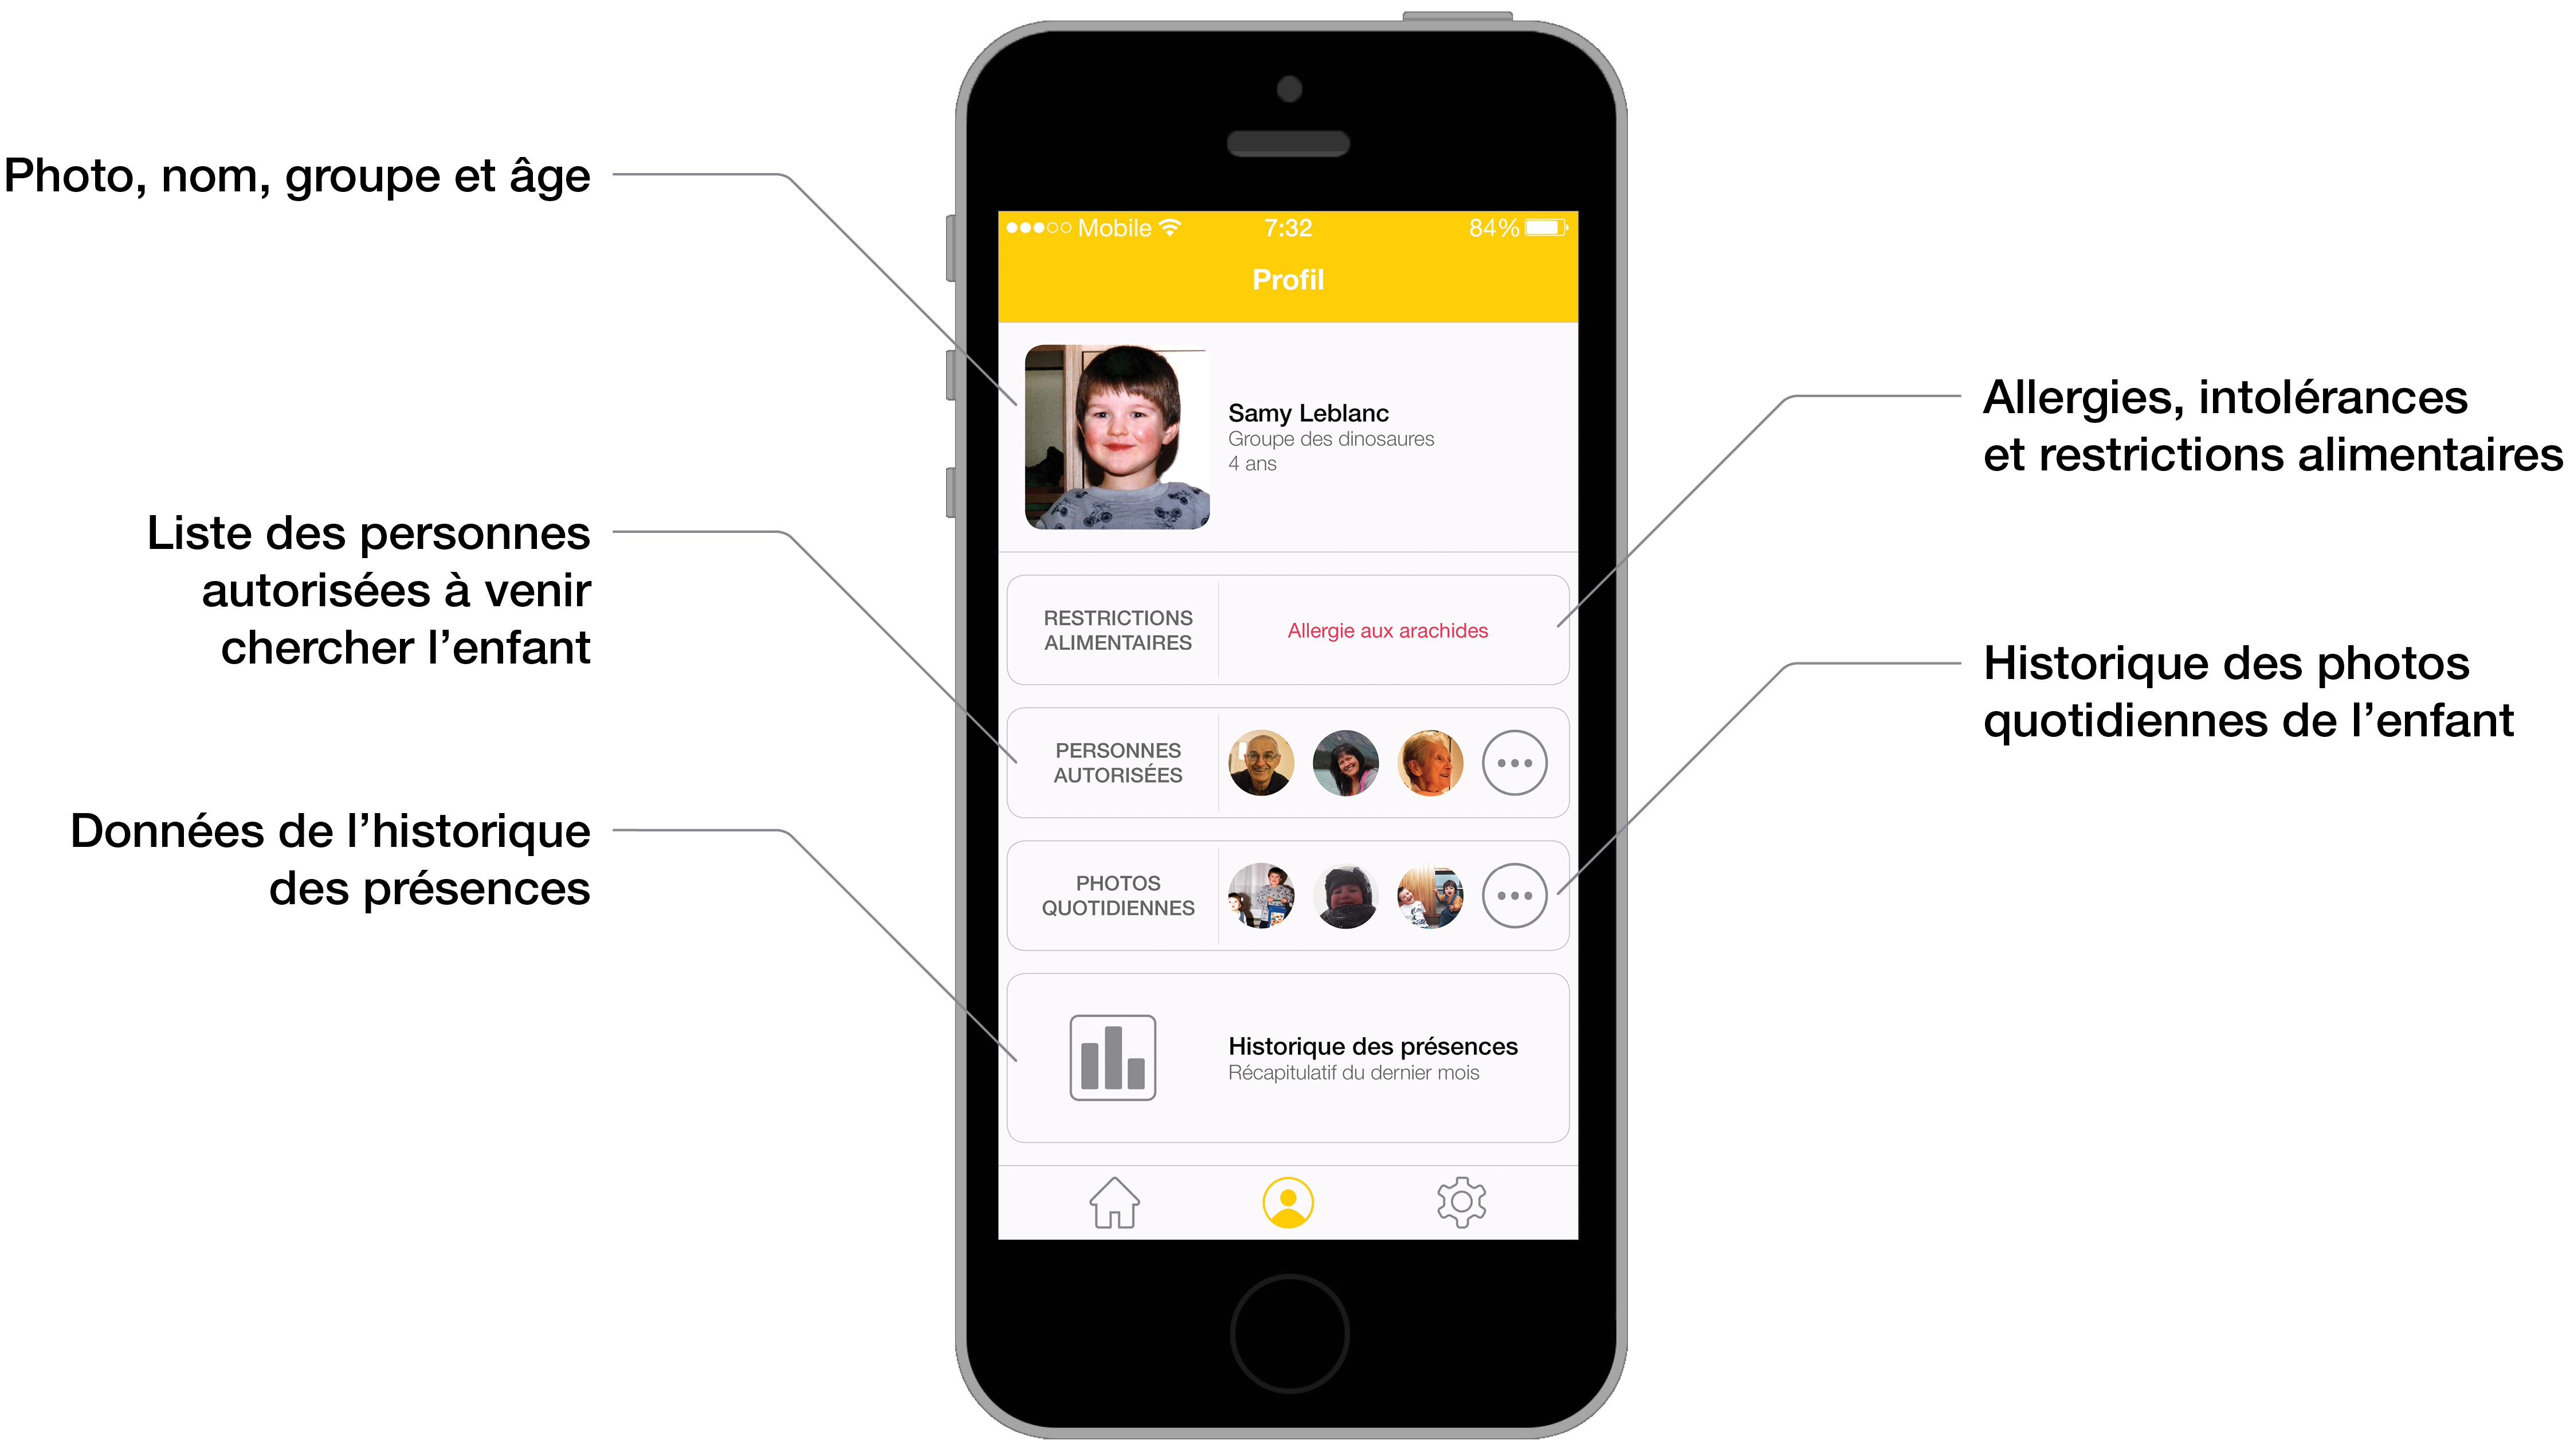 Photo, nom, groupe et âge
Liste des personnes
autorisées à venir
chercher l’enfant
Données de l’historique
des présences
Mobile 7:32 84%
Profil
Samy Leblanc
Groupe des dinosaures
4 ans
RESTRICTIONS
ALIMENTAIRES
Allergie aux arachides
PERSONNES
AUTORISÉES
PHOTOS
QUOTIDIENNES
Historique des présences
Récapitulatif du dernier mois
Allergies, intolérances
et restrictions alimentaires
Historique des photos
quotidiennes de l’enfant